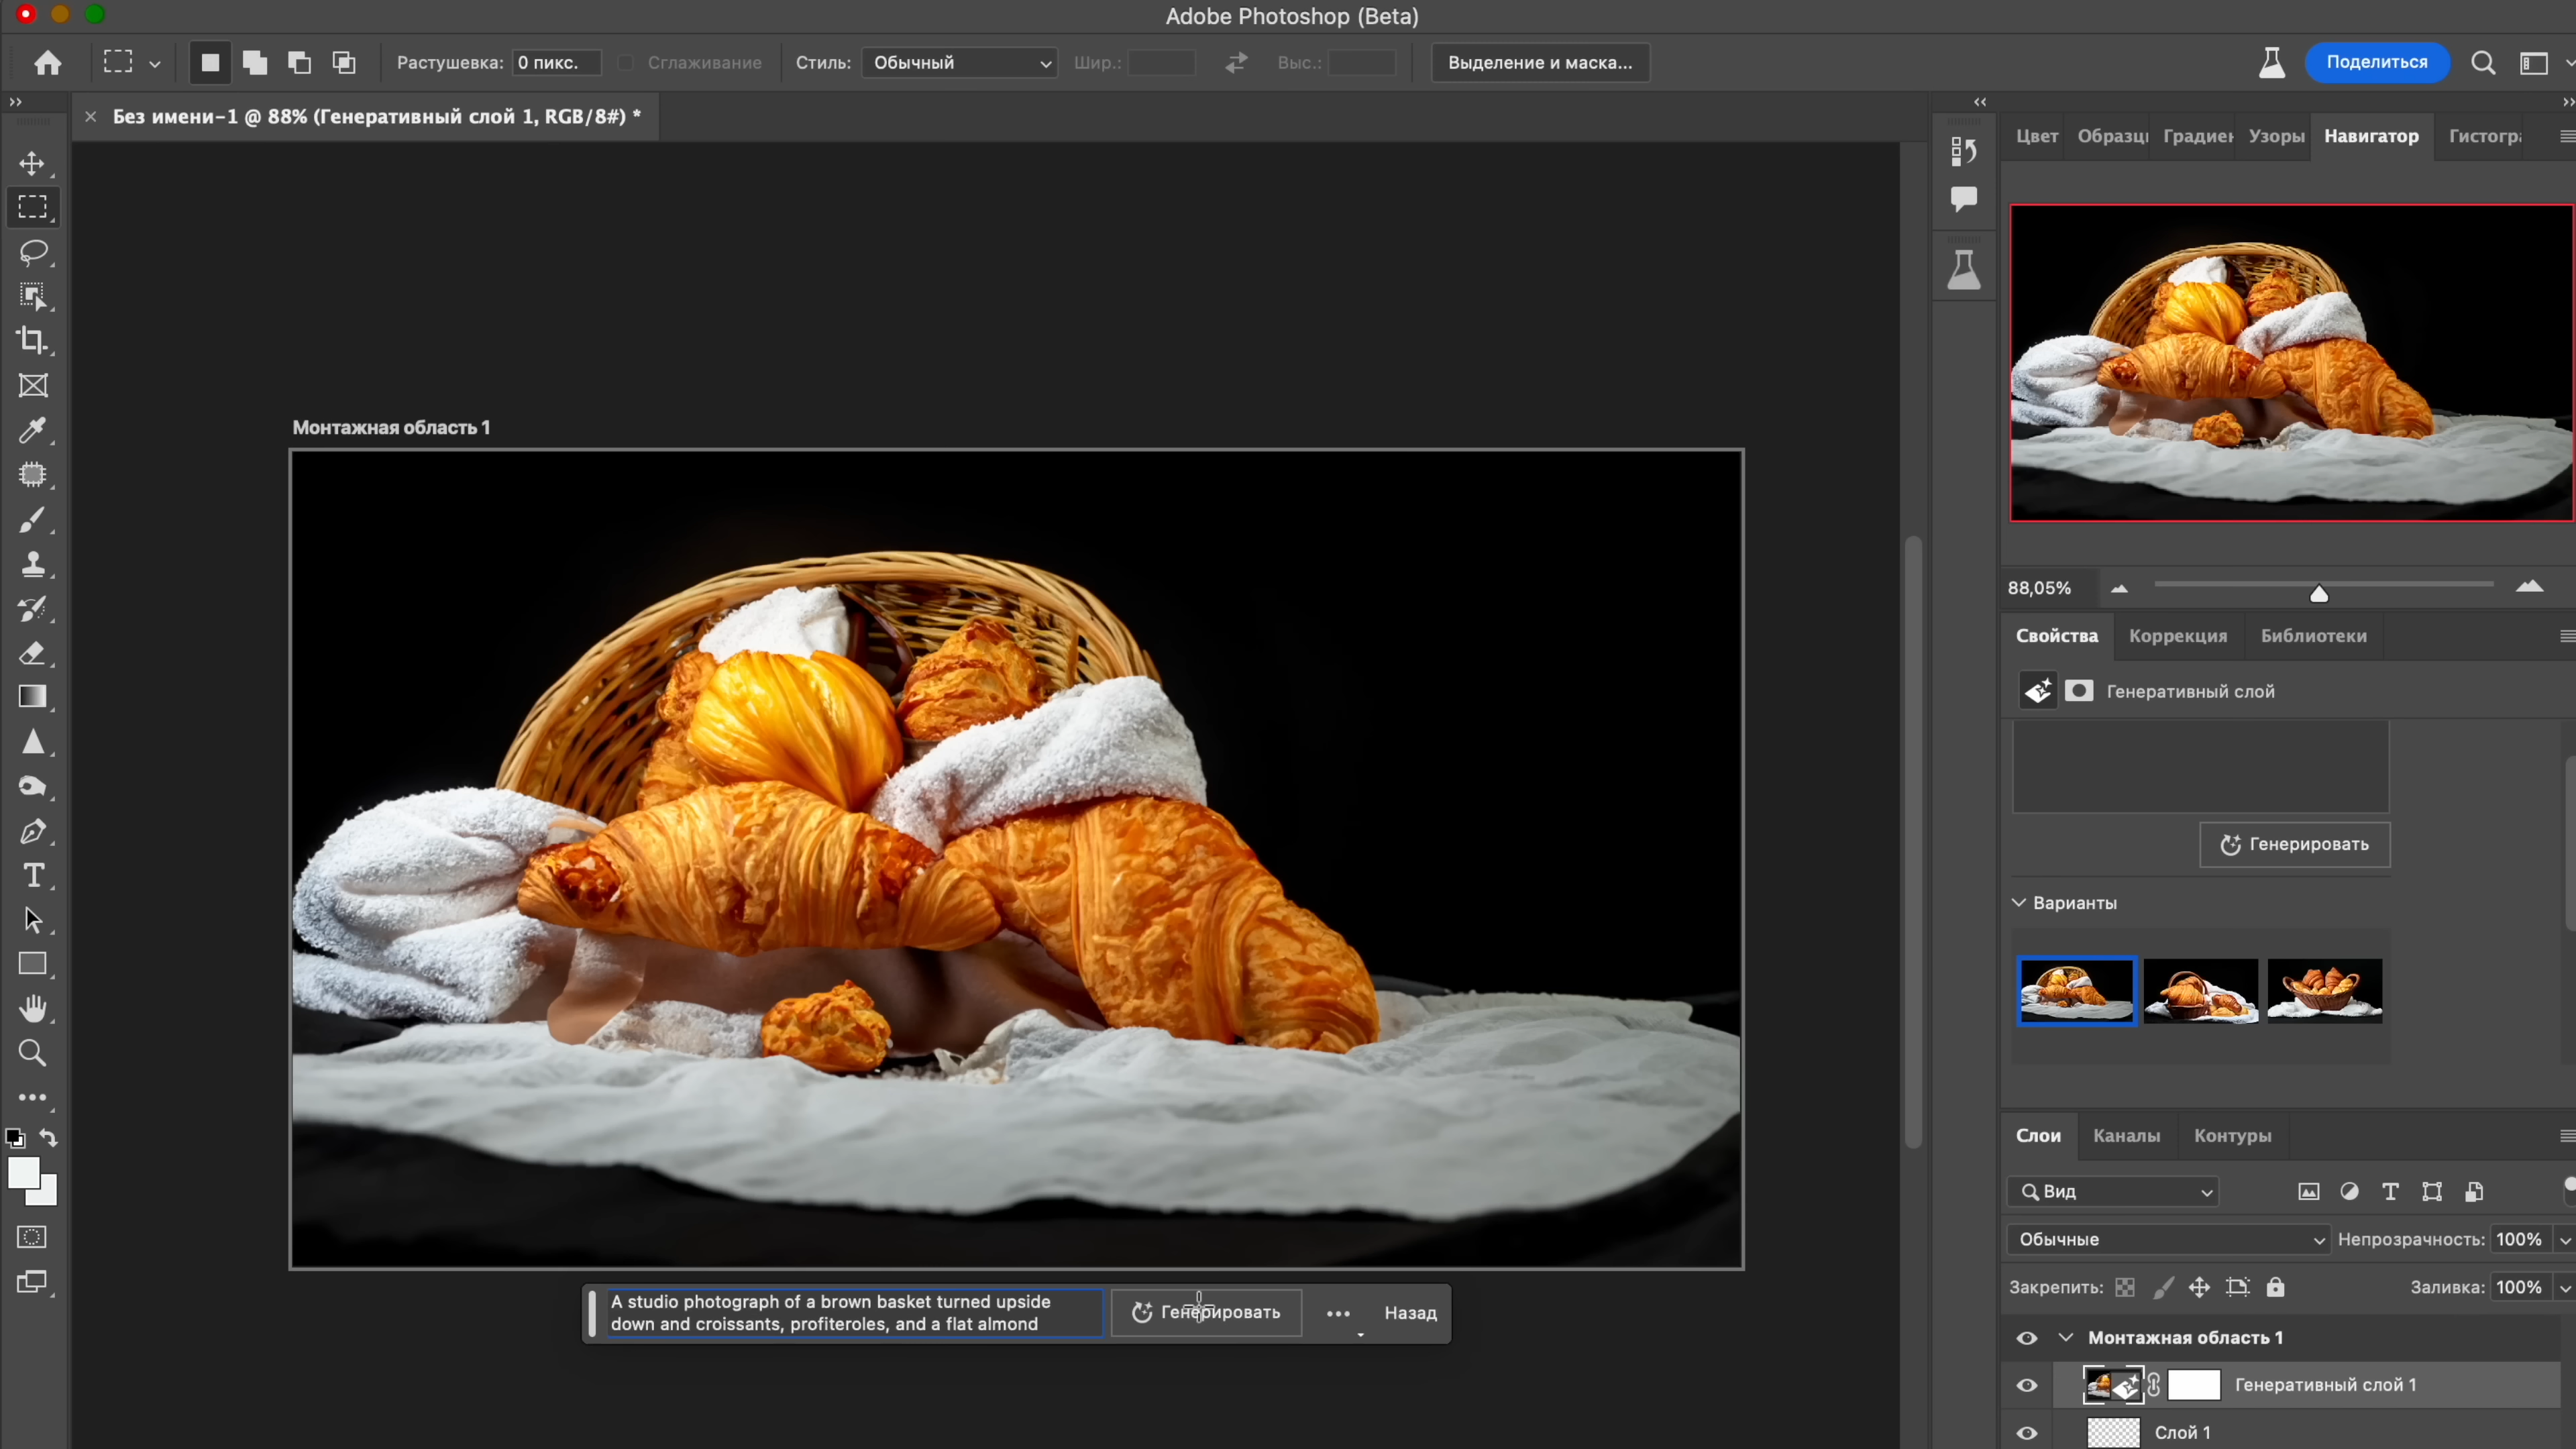 Adobe Photoshop (Beta)
Растушевка: 0 пикс. Сглаживание Стиль: Обычный Шир.: Выс.: Выделение и маска... Поделиться
Без имени-1 @ 88% (Генеративный слой 1, RGB/8#) *
Цвет Образц Градиен Узоры Навигатор Гистогра
Монтажная область 1
88,05%
Свойства Коррекция Библиотеки
Генеративный слой
Генерировать
Варианты
Слои Каналы Контуры
Вид
Обычные Непрозрачность: 100%
Закрепить: Заливка: 100%
A studio photograph of a brown basket turned upside
down and croissants, profiteroles, and a flat almond
Генерировать Назад
Монтажная область 1
Генеративный слой 1
Слой 1